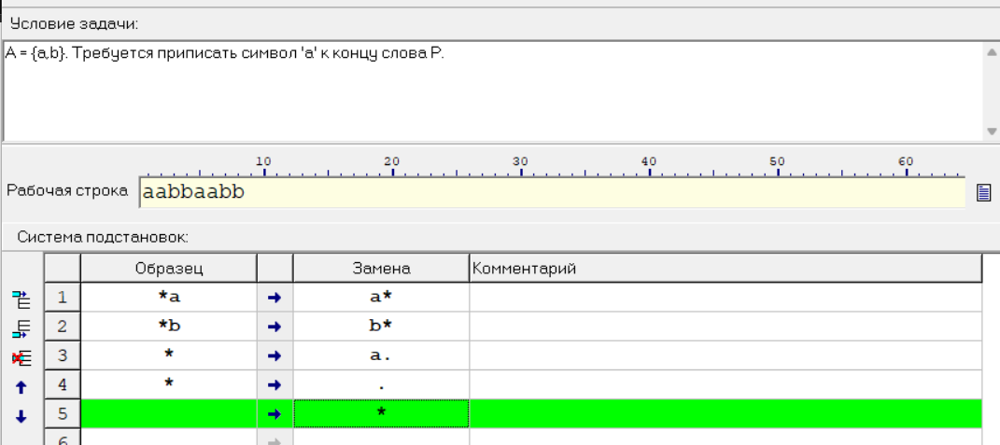 Условие задачи:
A = {a,b}. Требуется приписать символ 'a' к концу слова P.
10 20 30 40 50 60
Рабочая строка aabbaabb
Система подстановок:
Образец Замена Комментарий
1 *a → a*
2 *b → b*
3 * → a.
4 * → .
5 → *
6 →